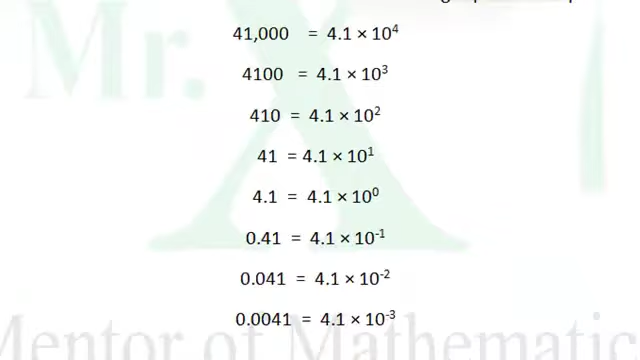 41,000 = 4.1 × 10⁴
4100 = 4.1 × 10³
410 = 4.1 × 10²
41 = 4.1 × 10¹
4.1 = 4.1 × 10⁰
0.41 = 4.1 × 10⁻¹
0.041 = 4.1 × 10⁻²
0.0041 = 4.1 × 10⁻³
Mr. X
Mentor of Mathematic